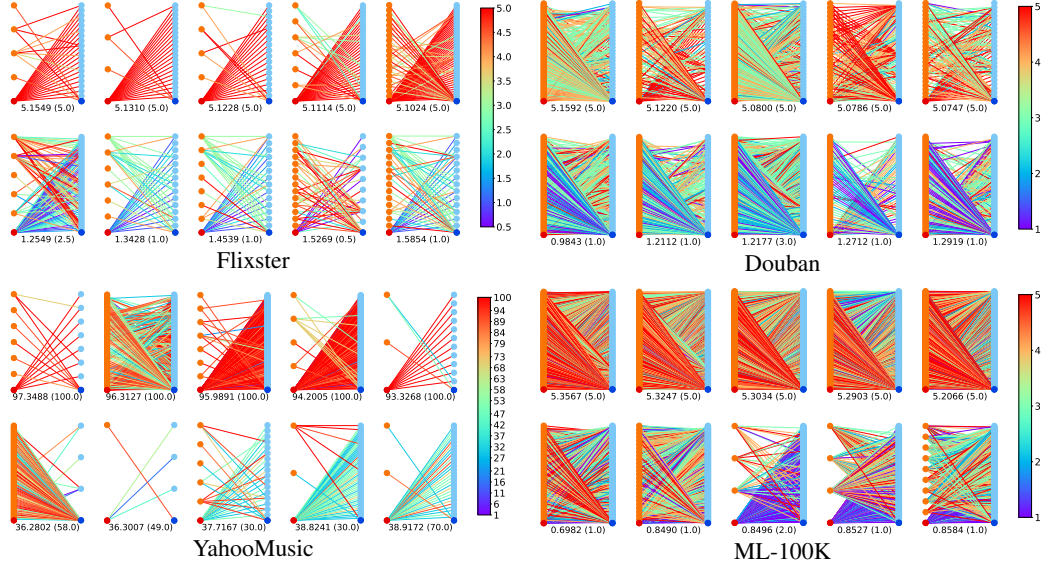 5.1549 (5.0) 5.1310 (5.0) 5.1228 (5.0) 5.1114 (5.0) 5.1024 (5.0)
5.0 4.5 4.0 3.5 3.0 2.5 2.0 1.5 1.0 0.5
1.2549 (2.5) 1.3428 (1.0) 1.4539 (1.0) 1.5269 (0.5) 1.5854 (1.0)
Flixster
5.1592 (5.0) 5.1220 (5.0) 5.0800 (5.0) 5.0786 (5.0) 5.0747 (5.0)
5 4 3 2 1
0.9843 (1.0) 1.2112 (1.0) 1.2177 (3.0) 1.2712 (1.0) 1.2919 (1.0)
Douban
97.3488 (100.0) 96.3127 (100.0) 95.9891 (100.0) 94.2005 (100.0) 93.3268 (100.0)
100 94 89 84 79 73 68 63 58 53 47 42 37 32 27 17 16 11 6 1
36.2802 (58.0) 36.3007 (49.0) 37.7167 (30.0) 38.8241 (30.0) 38.9172 (70.0)
YahooMusic
5.3567 (5.0) 5.3247 (5.0) 5.3034 (5.0) 5.2903 (5.0) 5.2066 (5.0)
5 4 3 2 1
0.6982 (1.0) 0.8490 (1.0) 0.8496 (2.0) 0.8527 (1.0) 0.8584 (1.0)
ML-100K